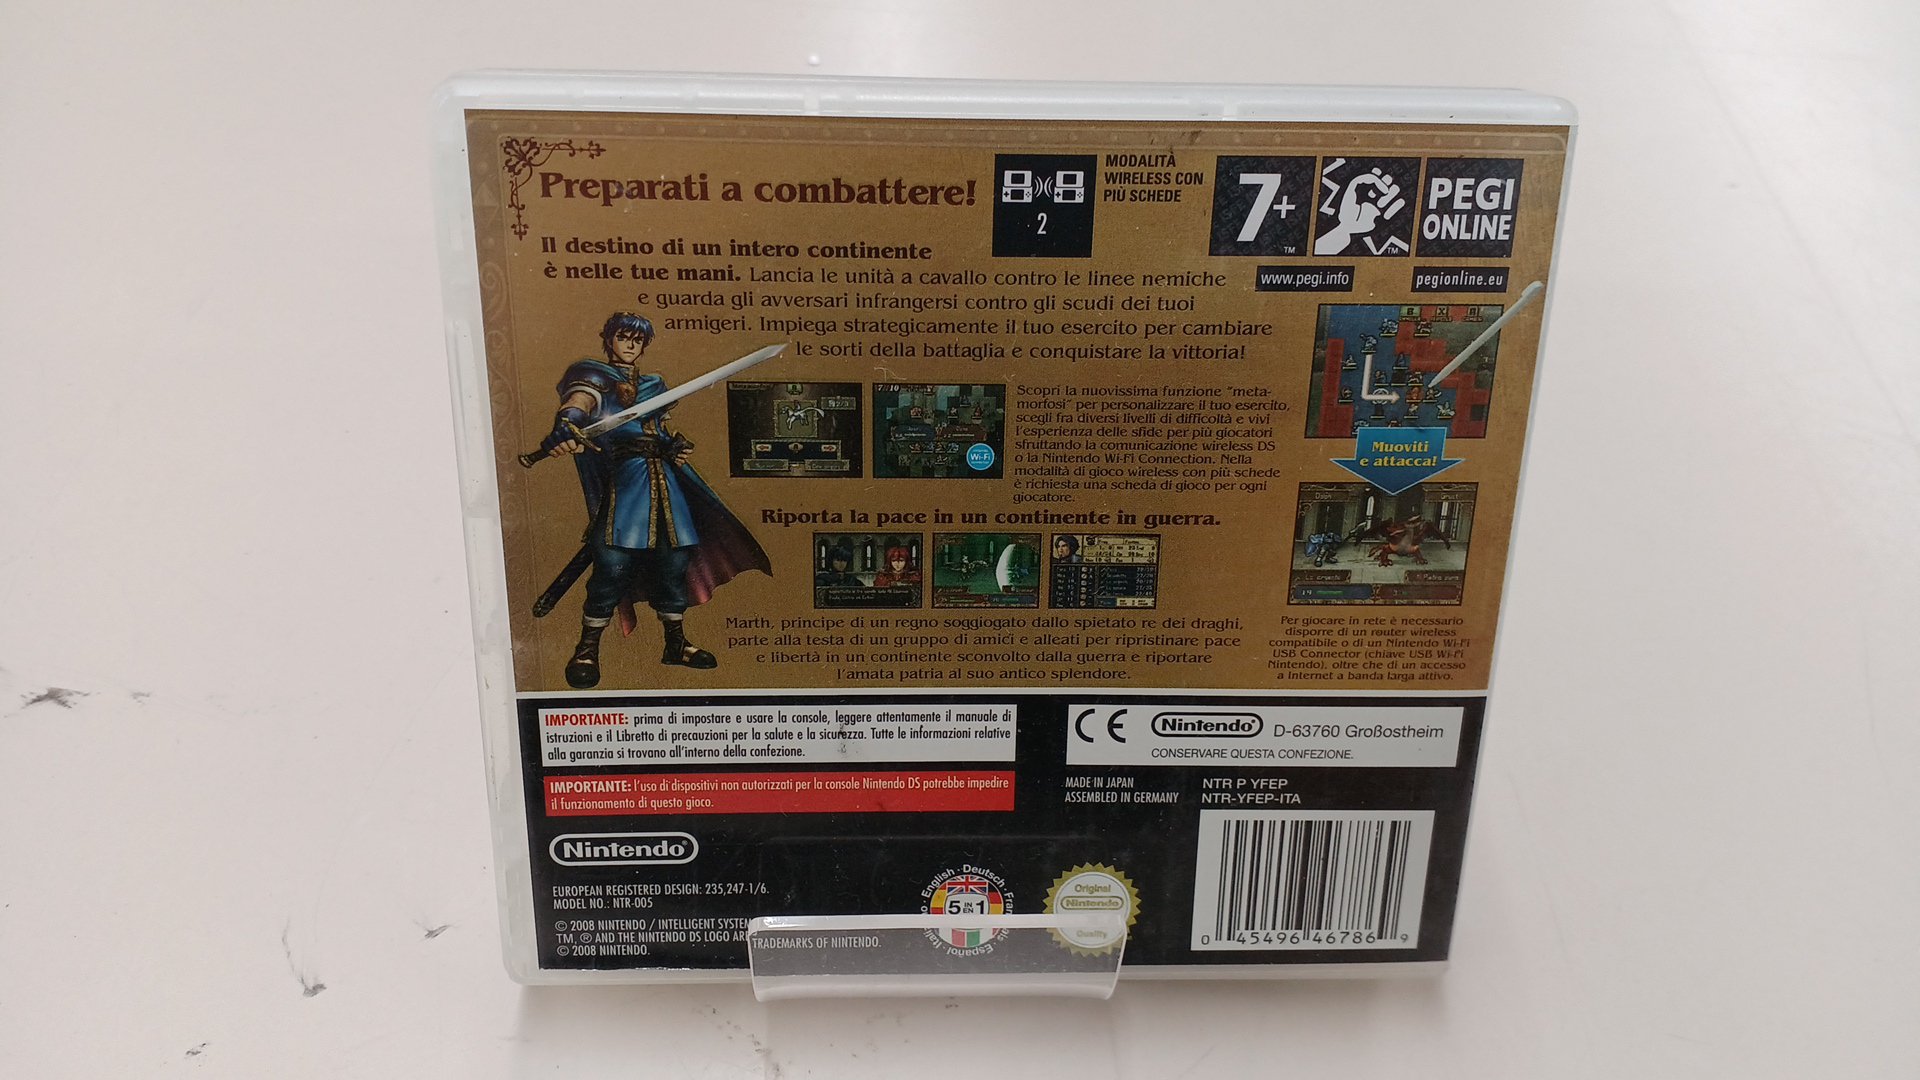 Preparati a combattere!
2
MODALITÀ
WIRELESS CON
PIÙ SCHEDE
7+
TM
TM
PEGI
ONLINE
www.pegi.info
pegionline.eu
Il destino di un intero continente
è nelle tue mani. Lancia le unità a cavallo contro le linee nemiche
e guarda gli avversari infrangersi contro gli scudi dei tuoi
armigeri. Impiega strategicamente il tuo esercito per cambiare
le sorti della battaglia e conquistare la vittoria!
Wi-Fi
Scopri la nuovissima funzione "meta-
morfosi" per personalizzare il tuo esercito,
scegli fra diversi livelli di difficoltà e vivi
l'esperienza delle sfide per più giocatori
sfruttando la comunicazione wireless DS
o la Nintendo Wi-Fi Connection. Nella
modalità di gioco wireless con più schede
è richiesta una scheda di gioco per ogni
giocatore.
Muoviti
e attacca!
Riporta la pace in un continente in guerra.
Marth, principe di un regno soggiogato dallo spietato re dei draghi,
parte alla testa di un gruppo di amici e alleati per ripristinare pace
e libertà in un continente sconvolto dalla guerra e riportare
l'amata patria al suo antico splendore.
Per giocare in rete è necessario
disporre di un router wireless
compatibile o di un Nintendo Wi-Fi
USB Connector (chiave USB Wi-Fi
Nintendo), oltre che di un accesso
a Internet a banda larga attivo.
IMPORTANTE: prima di impostare e usare la console, leggere attentamente il manuale di
istruzioni e il Libretto di precauzioni per la salute e la sicurezza. Tutte le informazioni relative
alla garanzia si trovano all'interno della confezione.
IMPORTANTE: l'uso di dispositivi non autorizzati per la console Nintendo DS potrebbe impedire
il funzionamento di questo gioco.
CE Nintendo® D-63760 Großostheim
CONSERVARE QUESTA CONFEZIONE.
MADE IN JAPAN
ASSEMBLED IN GERMANY
NTR P YFEP
NTR-YFEP-ITA
Nintendo®
EUROPEAN REGISTERED DESIGN: 235,247-1/6.
MODEL NO.: NTR-005
© 2008 NINTENDO / INTELLIGENT SYSTEM
TM, ® AND THE NINTENDO DS LOGO ARE TRADEMARKS OF NINTENDO.
© 2008 NINTENDO.
English · Deutsch · Español
5 IN EN 1
Original
Nintendo
Quality
0 45496 46786 9